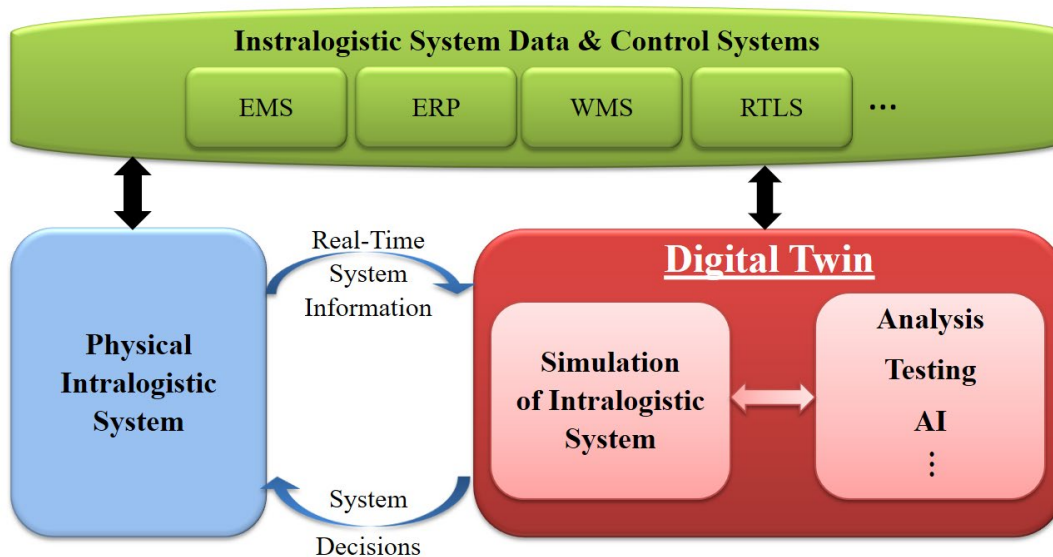 Instralogistic System Data & Control Systems
EMS
ERP
WMS
RTLS
...
Real-Time
System
Information
Physical
Intralogistic
System
System
Decisions
Digital Twin
Simulation
of Intralogistic
System
Analysis
Testing
AI
⋮